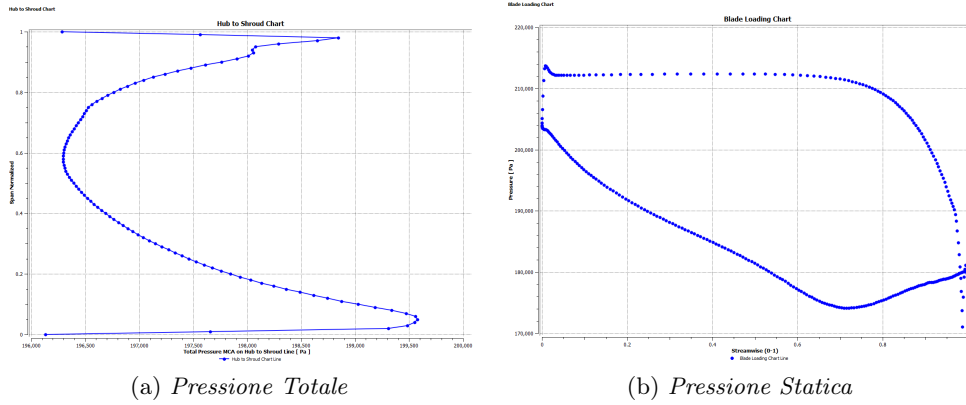 Hub to Shroud Chart
Hub to Shroud Chart
1
0.8
0.6
0.4
0.2
0
Span Normalized
196,000 196,500 197,000 197,500 198,000 198,500 199,000 199,500 200,000
Total Pressure MCA on Hub to Shroud Line [ Pa ]
Hub to Shroud Chart Line
(a) Pressione Totale
Blade Loading Chart
Blade Loading Chart
220,000
210,000
200,000
190,000
180,000
170,000
Pressure [ Pa ]
0 0.2 0.4 0.6 0.8
Streamwise (0-1)
Blade Loading Chart Line
(b) Pressione Statica